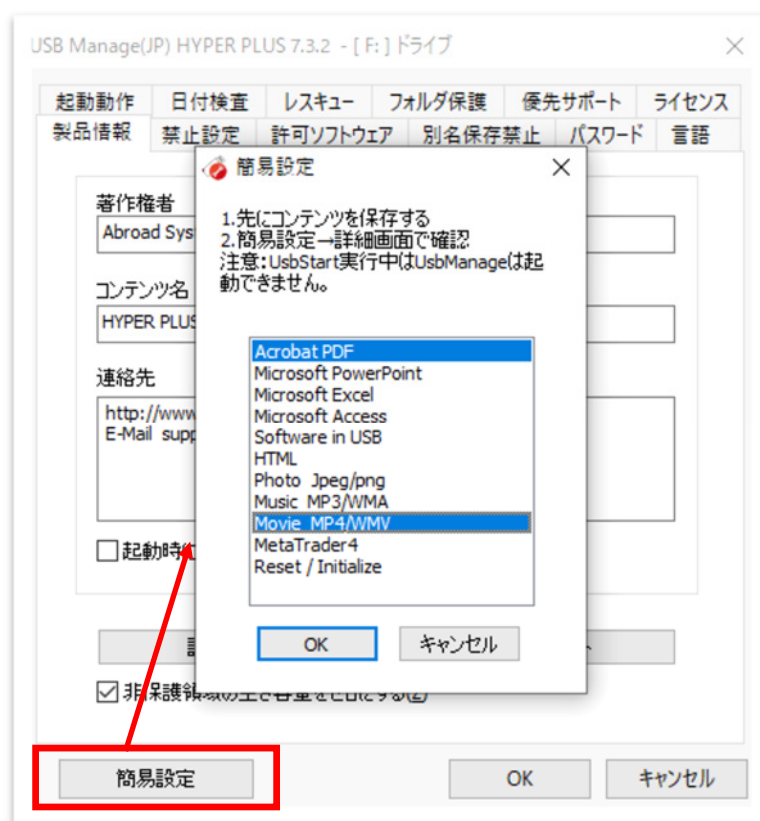 USB Manage(JP) HYPER PLUS 7.3.2 - [ F: ] ドライブ
起動動作 日付検査 レスキュー フォルダ保護 優先サポート ライセンス
製品情報 禁止設定 許可ソフトウェア 別名保存禁止 パスワード 言語
簡易設定
著作権者
Abroad Sys
1.先にコンテンツを保存する
2.簡易設定→詳細画面で確認
注意:UsbStart実行中はUsbManageは起
動できません。
コンテンツ名
HYPER PLUS
連絡先
http://www
E-Mail supp
Acrobat PDF
Microsoft PowerPoint
Microsoft Excel
Microsoft Access
Software in USB
HTML
Photo Jpeg/png
Music MP3/WMA
Movie MP4/WMV
MetaTrader4
Reset / Initialize
起動時に
OK キャンセル
簡易設定 OK キャンセル